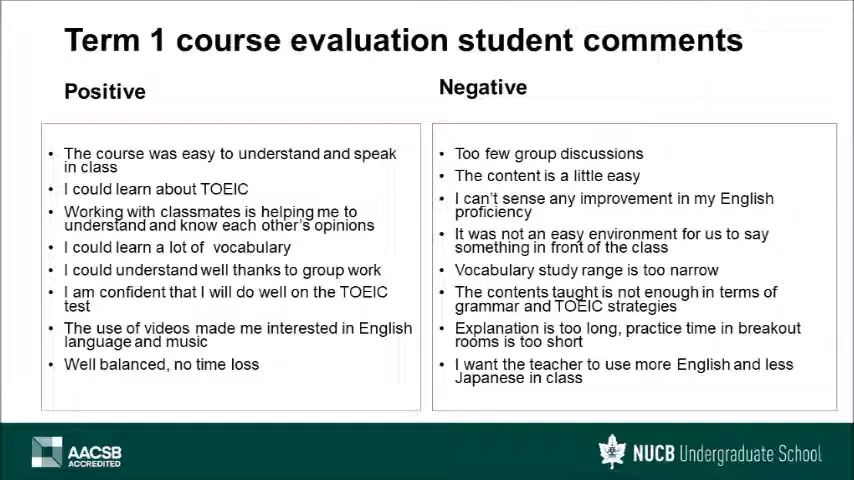 Term 1 course evaluation student comments
Positive
• The course was easy to understand and speak
in class
• I could learn about TOEIC
• Working with classmates is helping me to
understand and know each other's opinions
• I could learn a lot of vocabulary
• I could understand well thanks to group work
• I am confident that I will do well on the TOEIC
test
• The use of videos made me interested in English
language and music
• Well balanced, no time loss
Negative
• Too few group discussions
• The content is a little easy
• I can't sense any improvement in my English
proficiency
• It was not an easy environment for us to say
something in front of the class
• Vocabulary study range is too narrow
• The contents taught is not enough in terms of
grammar and TOEIC strategies
• Explanation is too long, practice time in breakout
rooms is too short
• I want the teacher to use more English and less
Japanese in class
AACSB
ACCREDITED
NUCB Undergraduate School